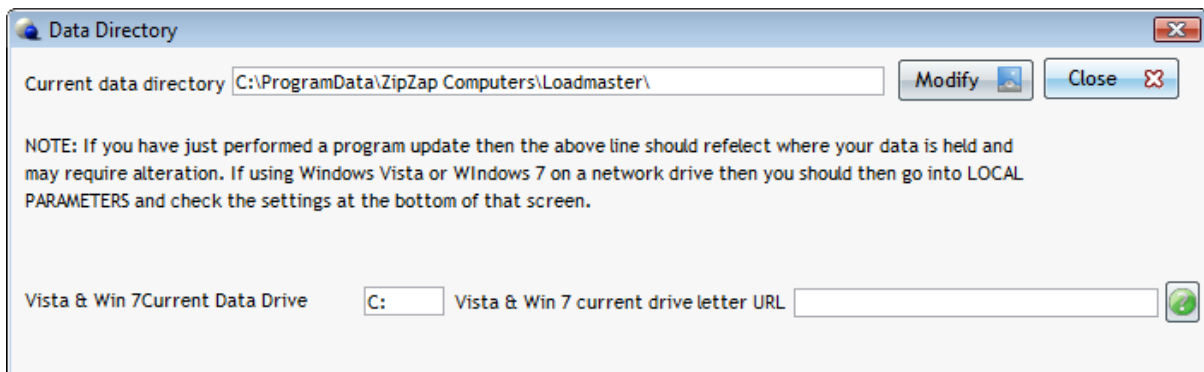 Data Directory
Current data directory C:\ProgramData\ZipZap Computers\Loadmaster\ Modify Close
NOTE: If you have just performed a program update then the above line should refelect where your data is held and
may require alteration. If using Windows Vista or WIndows 7 on a network drive then you should then go into LOCAL
PARAMETERS and check the settings at the bottom of that screen.
Vista & Win 7Current Data Drive C: Vista & Win 7 current drive letter URL ?